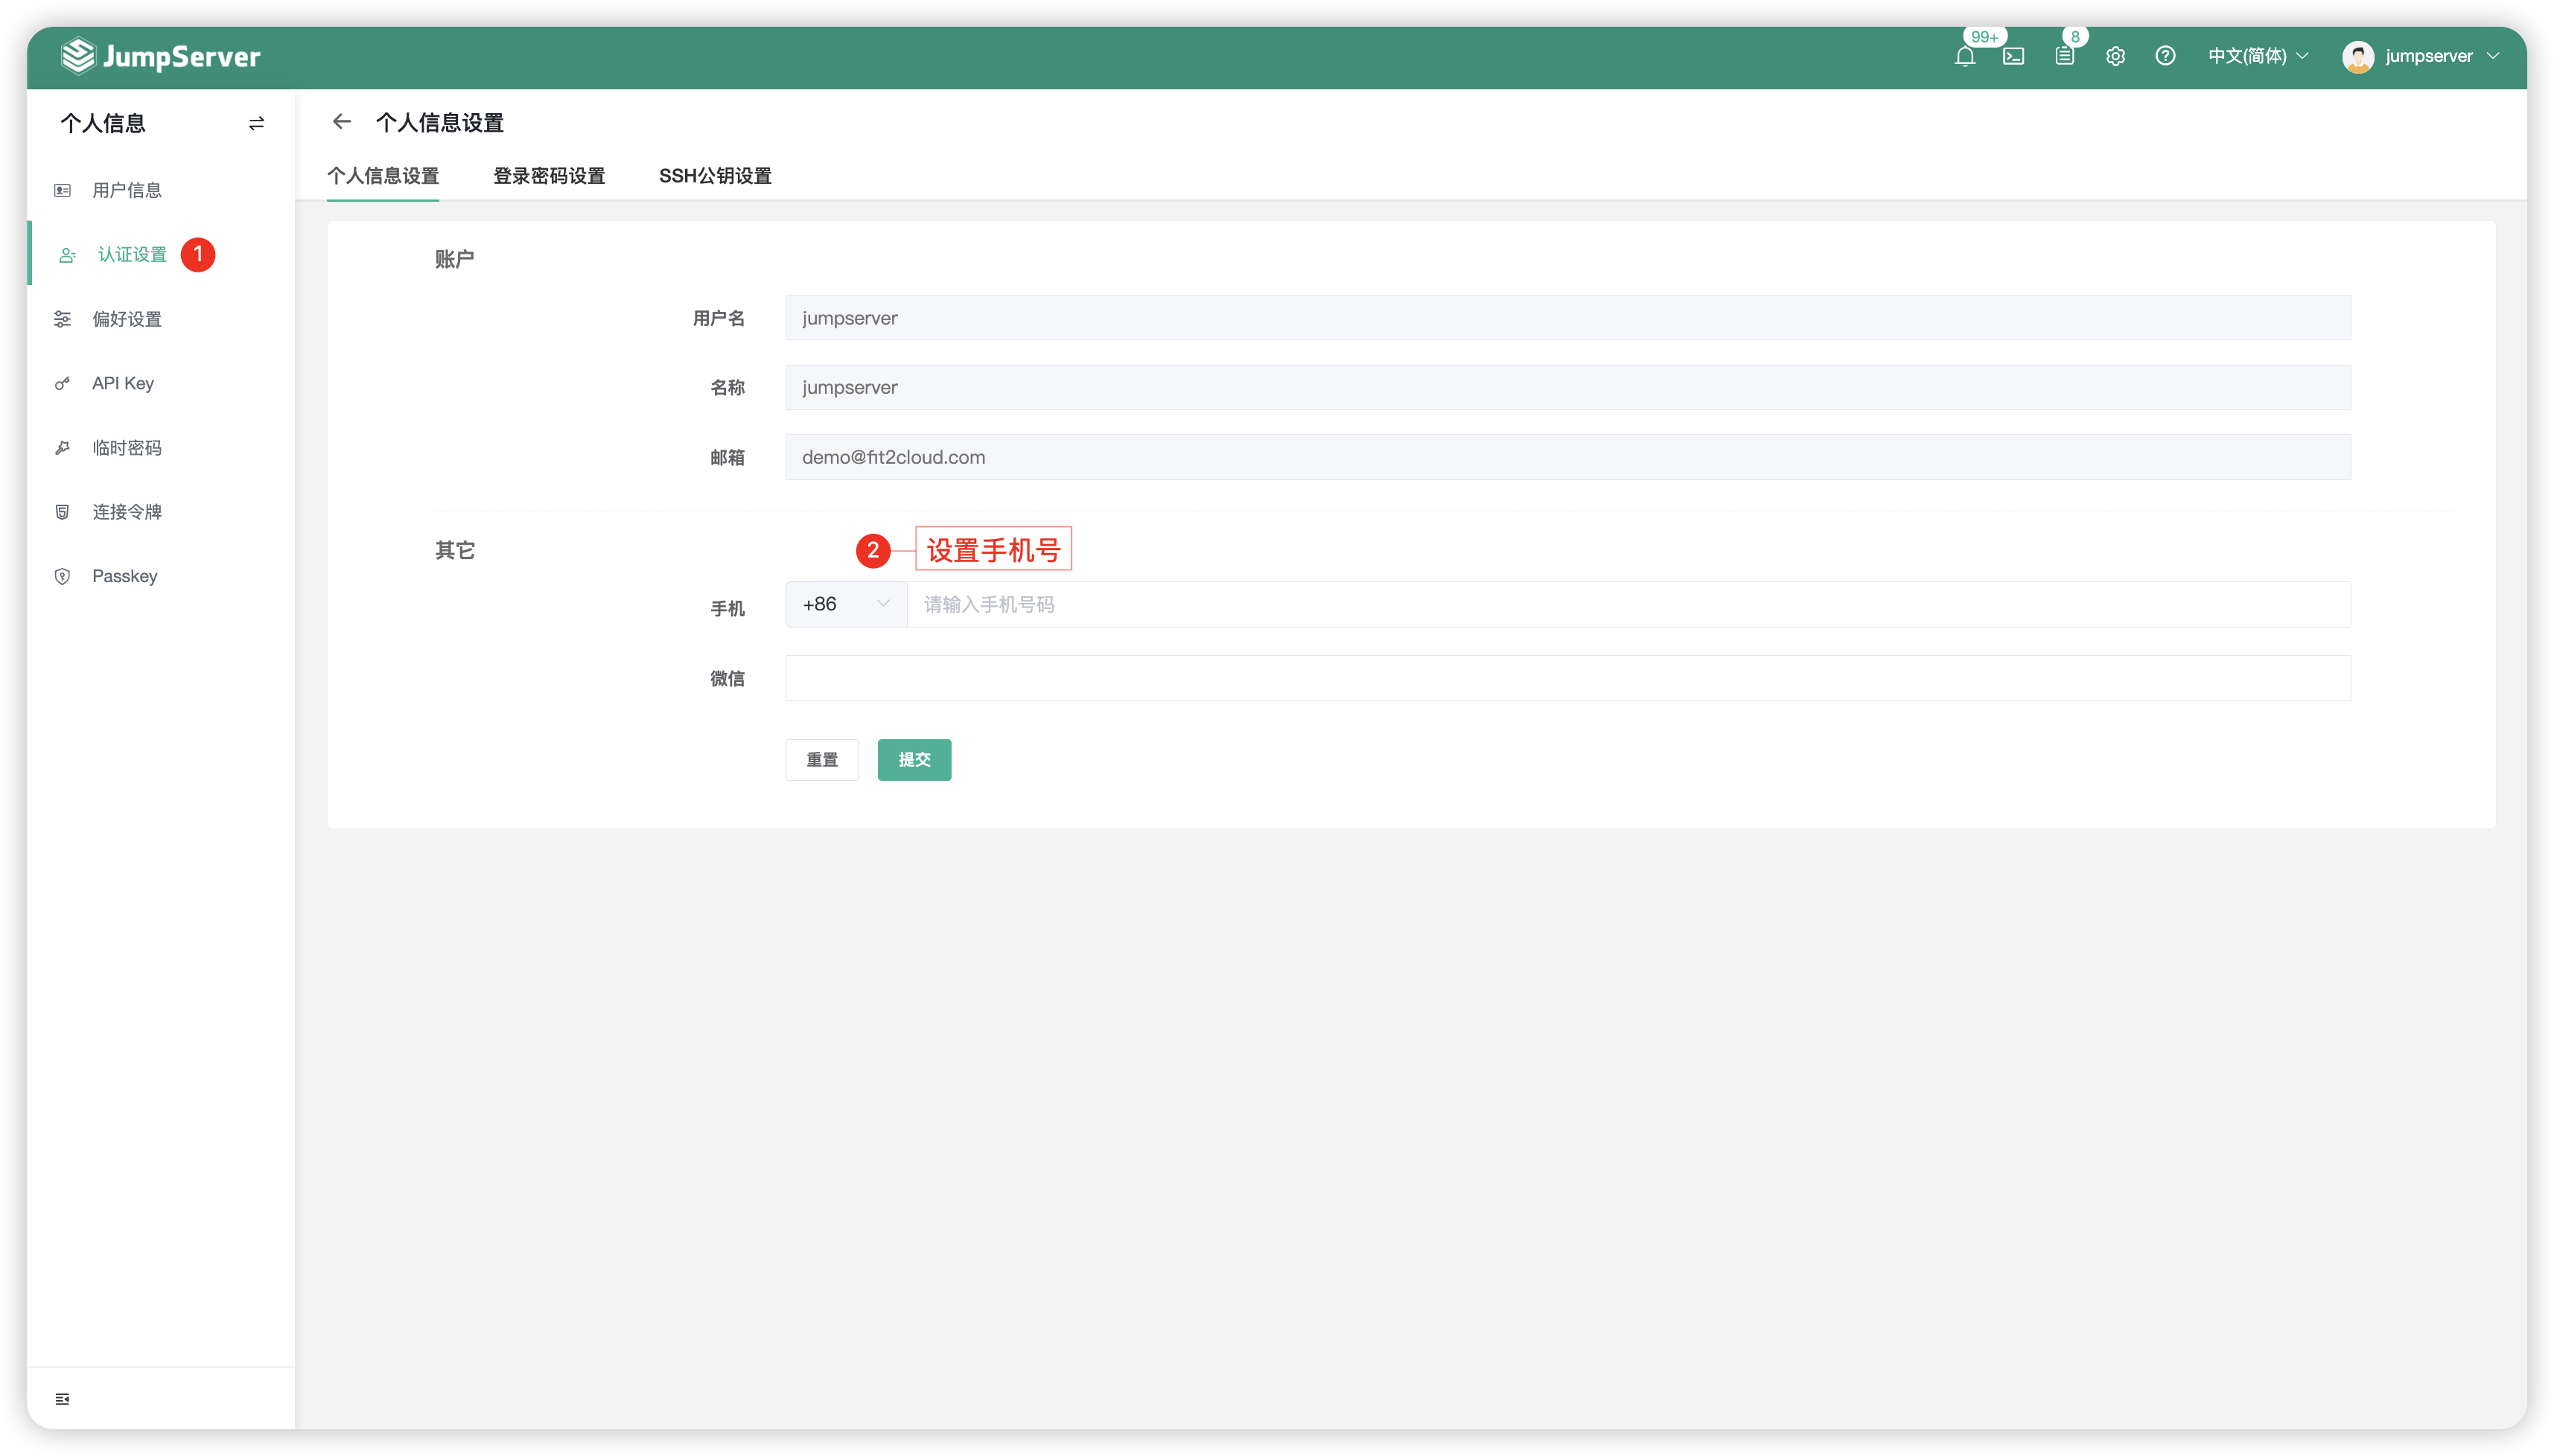 JumpServer
99+
8
中文(简体)
jumpserver
个人信息
用户信息
认证设置
1
偏好设置
API Key
临时密码
连接令牌
Passkey
个人信息设置
个人信息设置
登录密码设置
SSH公钥设置
账户
用户名
jumpserver
名称
jumpserver
邮箱
demo@fit2cloud.com
其它
2
设置手机号
手机
+86
请输入手机号码
微信
重置
提交